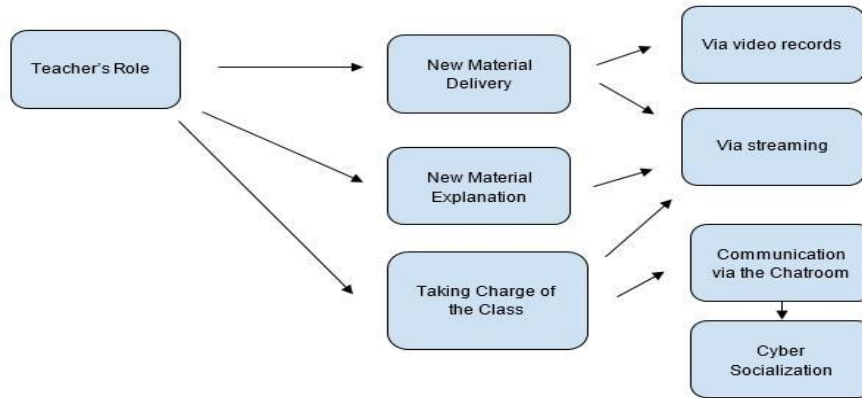 Teacher's Role
New Material
Delivery
Via video records
Via streaming
New Material
Explanation
Taking Charge of
the Class
Communication
via the Chatroom
Cyber
Socialization